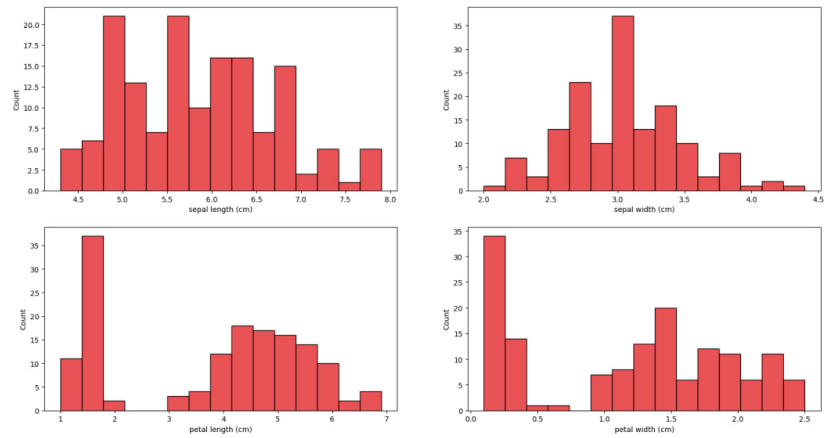 20.0
17.5
15.0
12.5
10.0
7.5
5.0
2.5
0.0
Count
4.5 5.0 5.5 6.0 6.5 7.0 7.5 8.0
sepal length (cm)
35
30
25
20
15
10
5
0
Count
2.0 2.5 3.0 3.5 4.0 4.5
sepal width (cm)
35
30
25
20
15
10
5
0
Count
1 2 3 4 5 6 7
petal length (cm)
35
30
25
20
15
10
5
0
Count
0.0 0.5 1.0 1.5 2.0 2.5
petal width (cm)